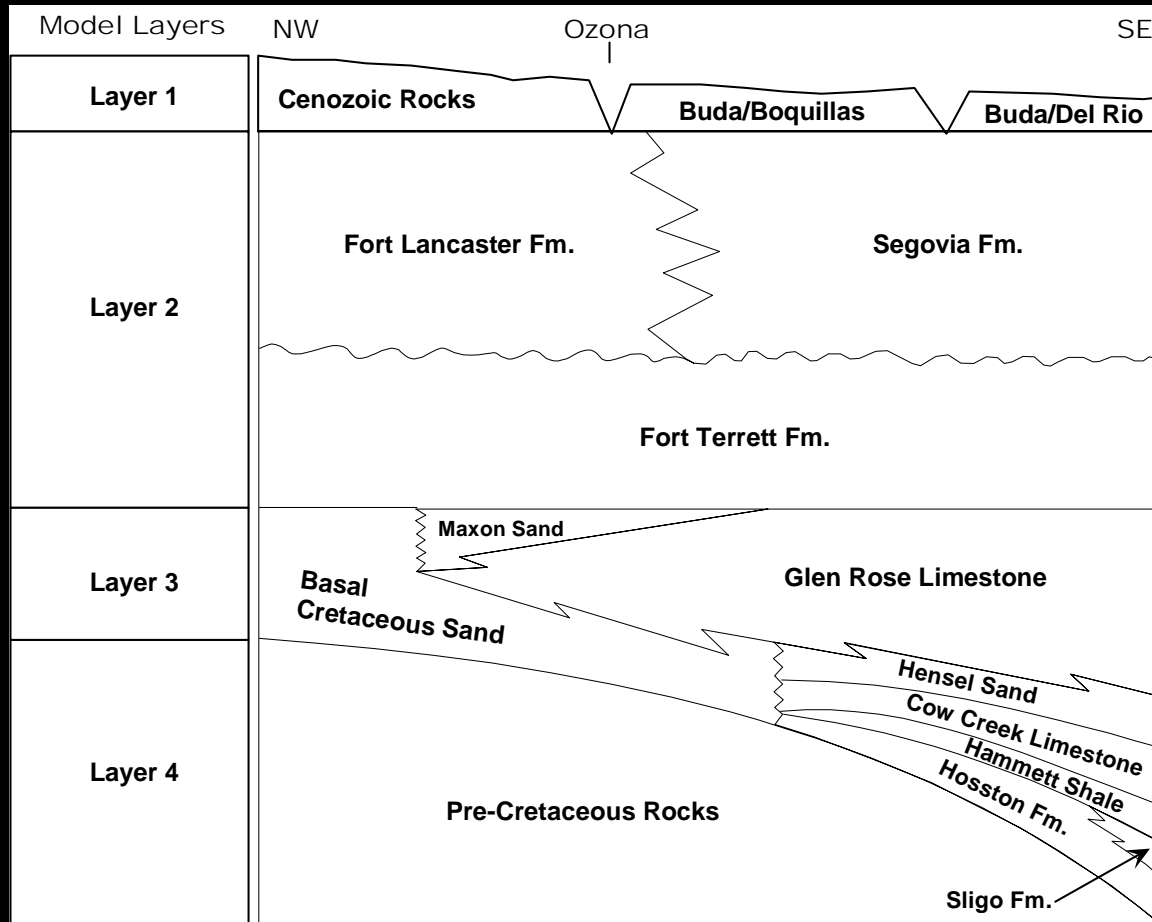 Model Layers
NW
Ozona
SE
Layer 1
Cenozoic Rocks
Buda/Boquillas
Buda/Del Rio
Layer 2
Fort Lancaster Fm.
Segovia Fm.
Fort Terrett Fm.
Layer 3
Maxon Sand
Basal
Cretaceous Sand
Glen Rose Limestone
Hensel Sand
Cow Creek Limestone
Hammett Shale
Hosston Fm.
Layer 4
Pre-Cretaceous Rocks
Sligo Fm.